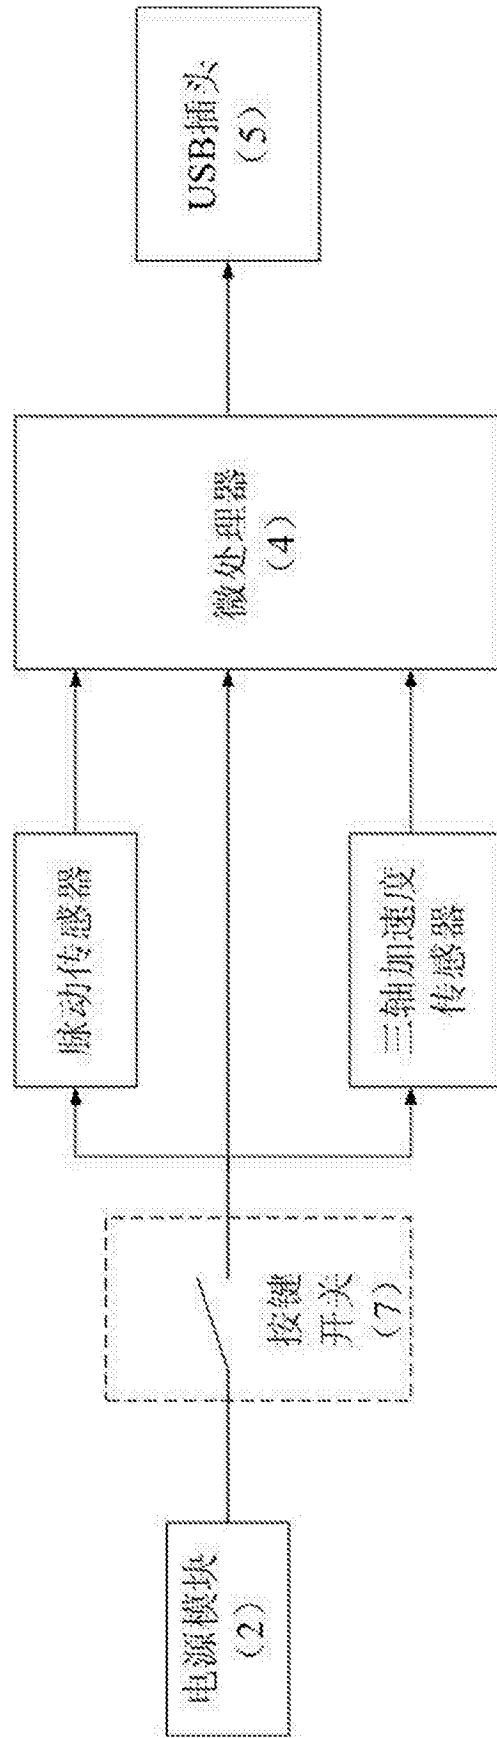 电源模块
（2）
按键
开关
（7）
脉动传感器
三轴加速度
传感器
微处理器
（4）
USB插头
（5）